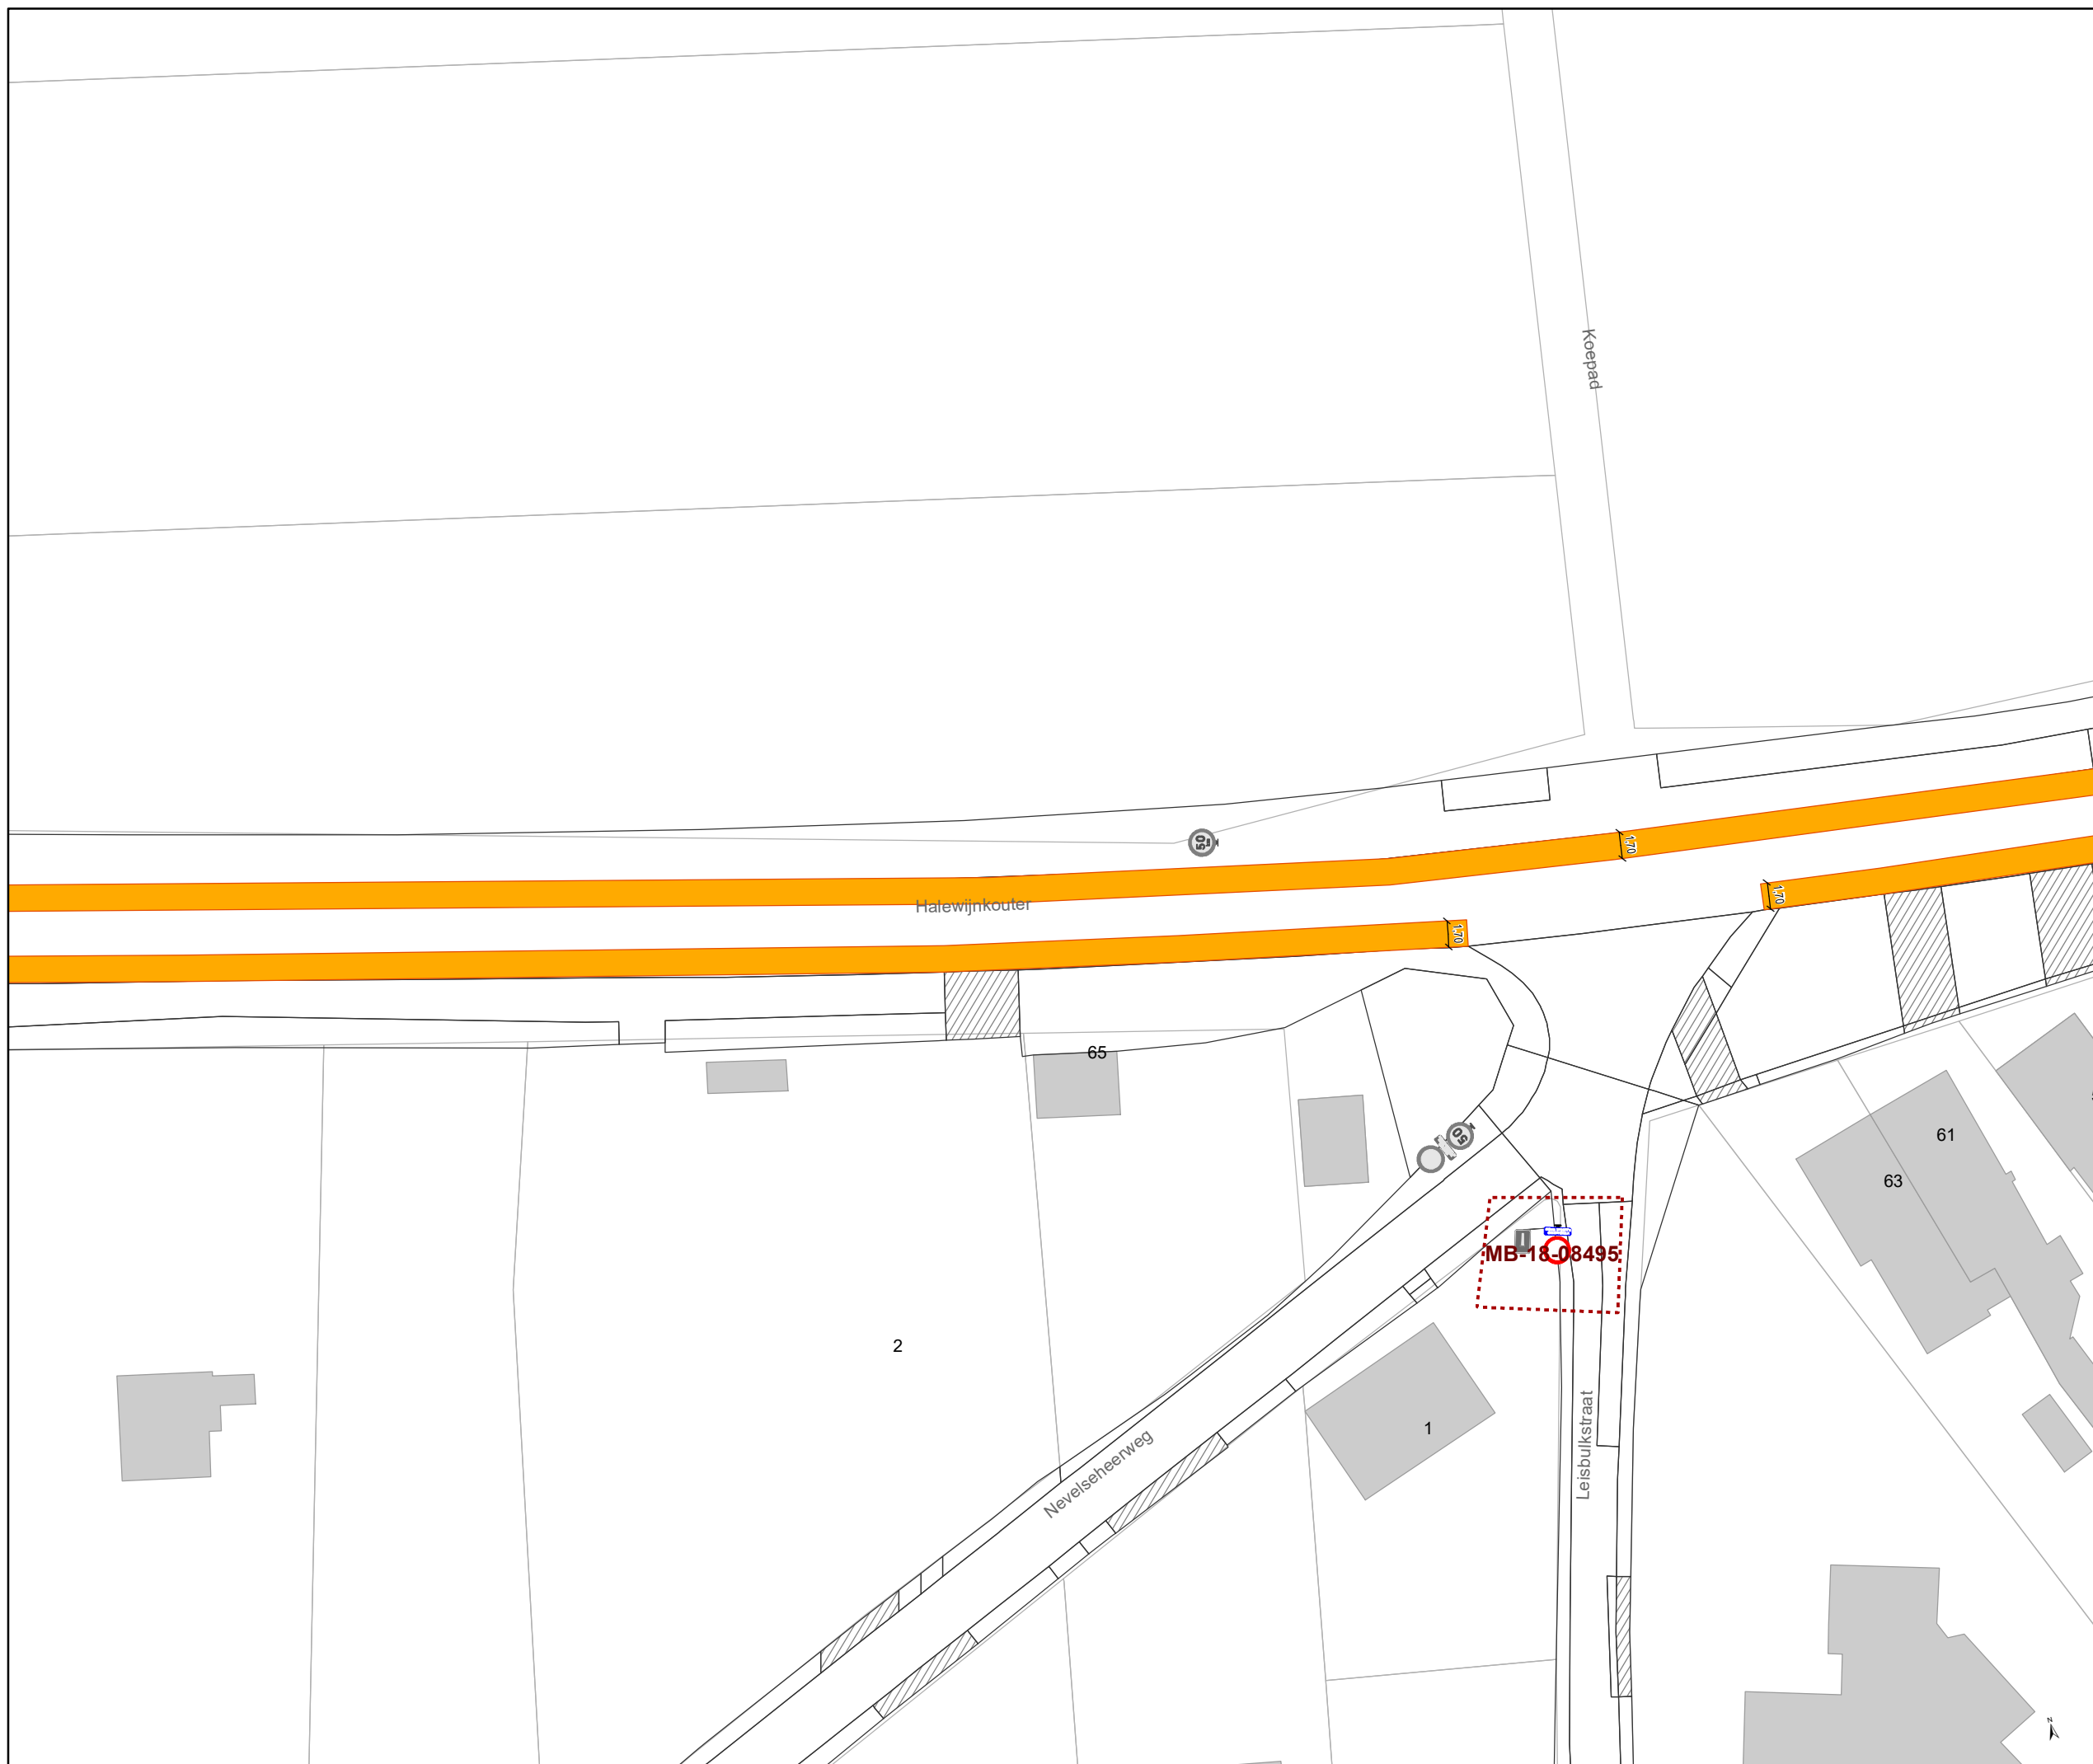 Koepad
50
1,70
1,70
Halewijnkouter
1,70
65
50
61
63
MB-18-08495
2
1
Leisbulkstraat
Nevelseheerweg
N